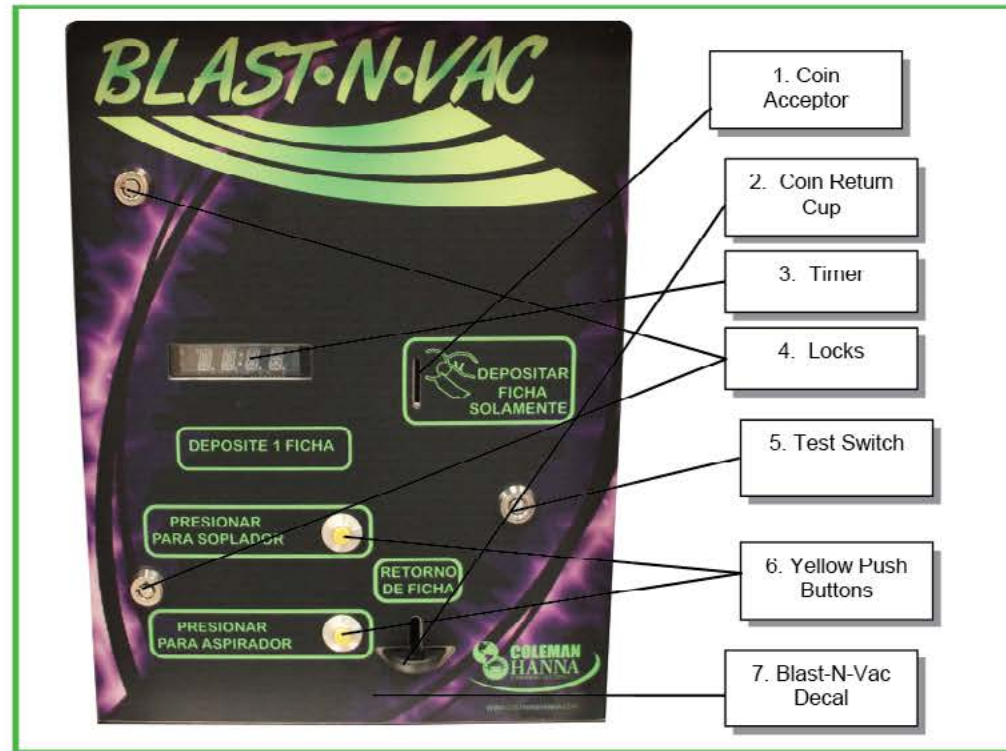 BLAST•N•VAC
DEPOSITAR
FICHA
SOLAMENTE
DEPOSITE 1 FICHA
PRESIONAR
PARA SOPLADOR
RETORNO
DE FICHA
PRESIONAR
PARA ASPIRADOR
COLEMAN
HANNA
1. Coin
Acceptor
2. Coin Return
Cup
3. Timer
4. Locks
5. Test Switch
6. Yellow Push
Buttons
7. Blast-N-Vac
Decal